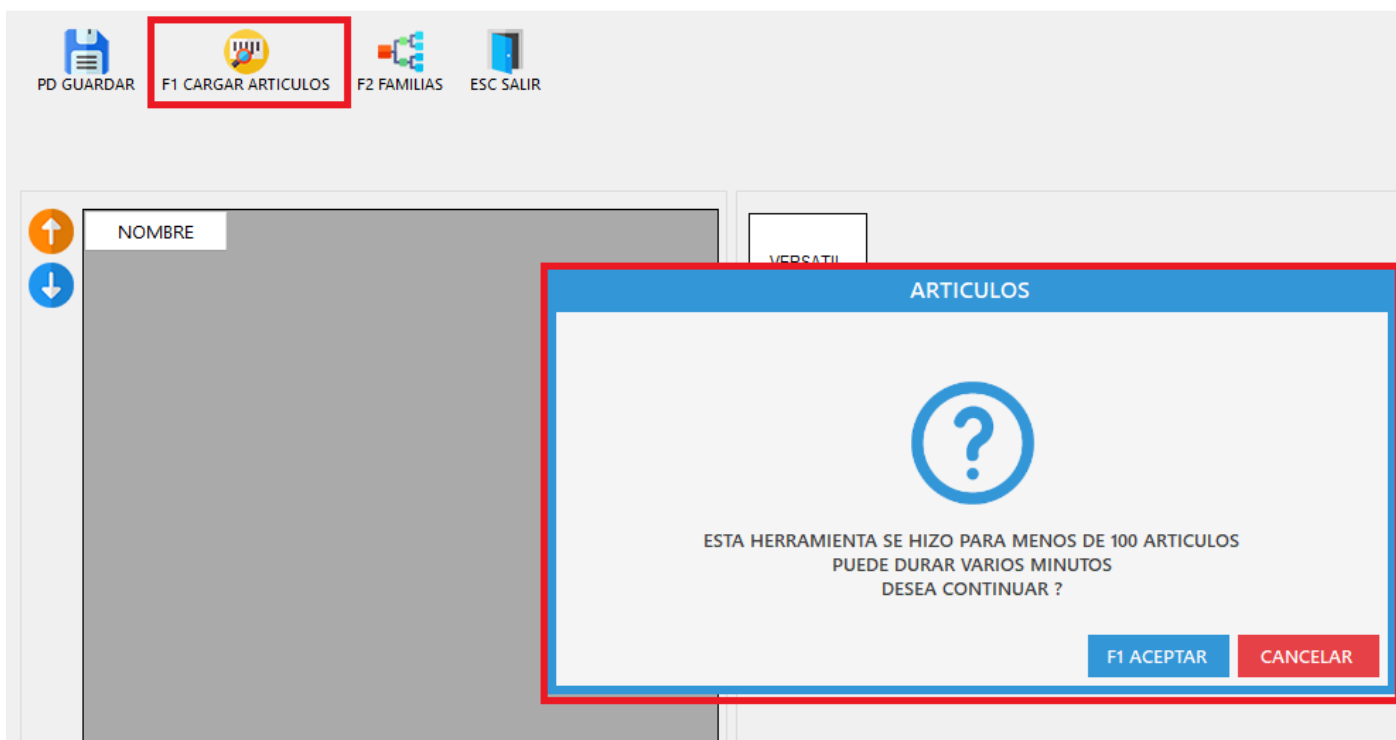 PD GUARDAR
F1 CARGAR ARTICULOS
F2 FAMILIAS
ESC SALIR
NOMBRE
VERSATIL
ARTICULOS
?
ESTA HERRAMIENTA SE HIZO PARA MENOS DE 100 ARTICULOS
PUEDE DURAR VARIOS MINUTOS
DESEA CONTINUAR ?
F1 ACEPTAR
CANCELAR